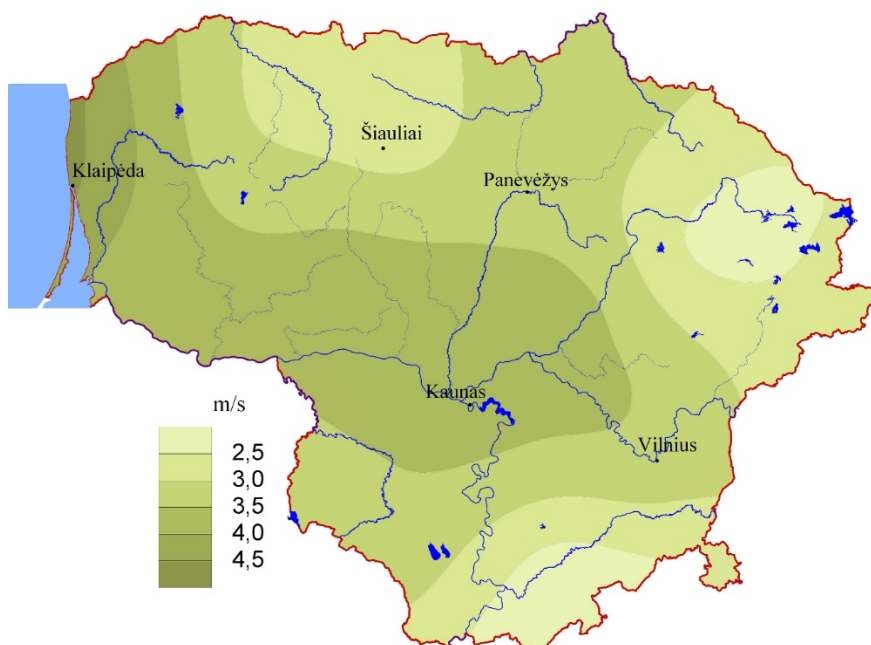 Šiauliai
Klaipėda
Panevėžys
Kaunas
m/s
Vilnius
2,5
3,0
3,5
4,0
4,5